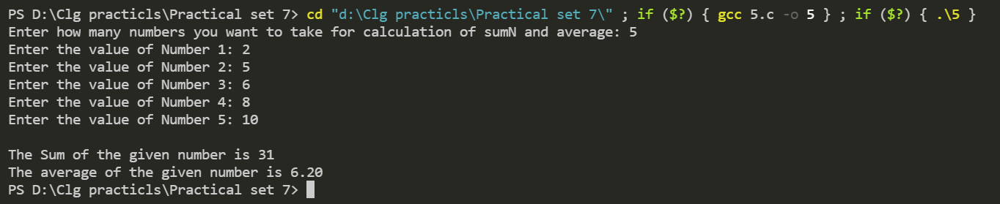 PS D:\Clg practicls\Practical set 7> cd "d:\Clg practicls\Practical set 7\" ; if ($?) { gcc 5.c -o 5 } ; if ($?) { .\5 }
Enter how many numbers you want to take for calculation of sumN and average: 5
Enter the value of Number 1: 2
Enter the value of Number 2: 5
Enter the value of Number 3: 6
Enter the value of Number 4: 8
Enter the value of Number 5: 10

The Sum of the given number is 31
The average of the given number is 6.20
PS D:\Clg practicls\Practical set 7>